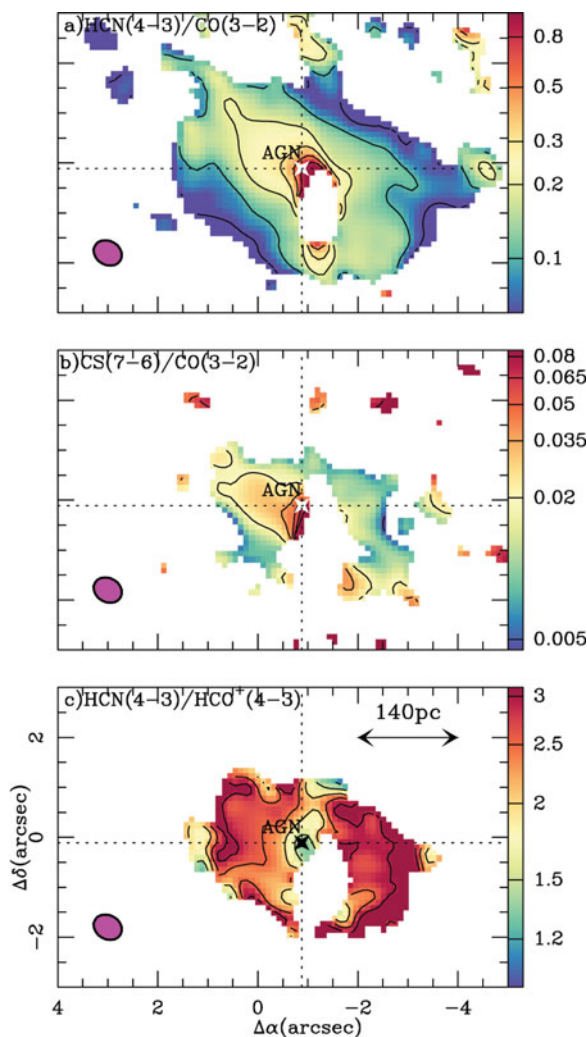 a)HCN(4−3)/CO(3−2)
AGN
0.8
0.5
0.3
0.2
0.1
b)CS(7−6)/CO(3−2)
AGN
0.08
0.065
0.05
0.035
0.02
0.005
c)HCN(4−3)/HCO⁺(4−3)
140pc
AGN
3
2.5
2
1.5
1.2
2
0
−2
Δδ(arcsec)
4 2 0 −2 −4
Δα(arcsec)